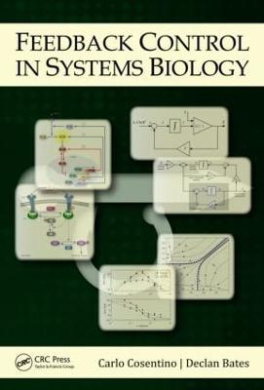 FEEDBACK CONTROL
IN SYSTEMS BIOLOGY
CRC Press
Taylor & Francis Group
Carlo Cosentino | Declan Bates